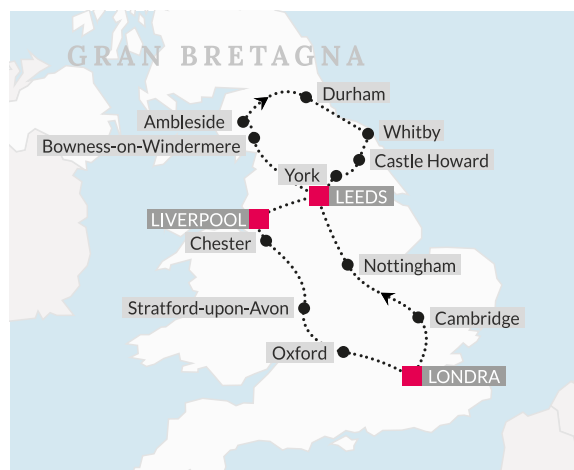 GRAN BRETAGNA
Durham
Ambleside
Whitby
Bowness-on-Windermere
Castle Howard
York
LEEDS
LIVERPOOL
Chester
Nottingham
Stratford-upon-Avon
Cambridge
Oxford
LONDRA